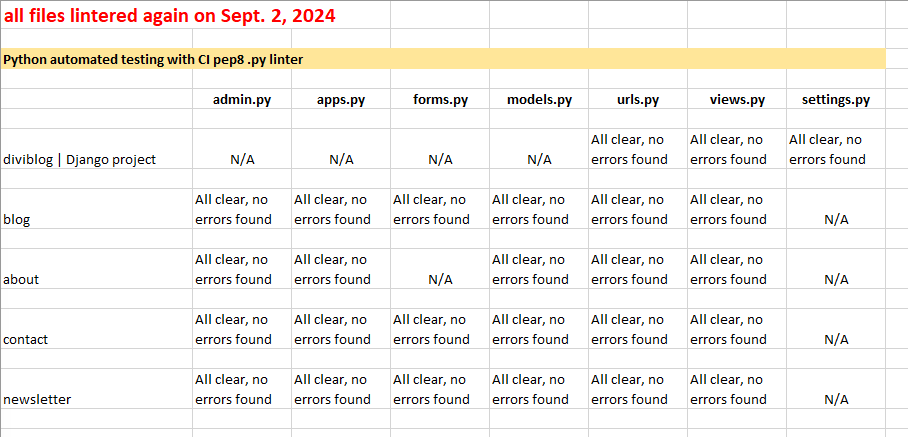 all files lintered again on Sept. 2, 2024
Python automated testing with CI pep8 .py linter
admin.py apps.py forms.py models.py urls.py views.py settings.py
diviblog | Django project N/A N/A N/A N/A All clear, no errors found All clear, no errors found All clear, no errors found
blog All clear, no errors found All clear, no errors found All clear, no errors found All clear, no errors found All clear, no errors found All clear, no errors found N/A
about All clear, no errors found All clear, no errors found N/A All clear, no errors found All clear, no errors found All clear, no errors found N/A
contact All clear, no errors found All clear, no errors found All clear, no errors found All clear, no errors found All clear, no errors found All clear, no errors found N/A
newsletter All clear, no errors found All clear, no errors found All clear, no errors found All clear, no errors found All clear, no errors found All clear, no errors found N/A